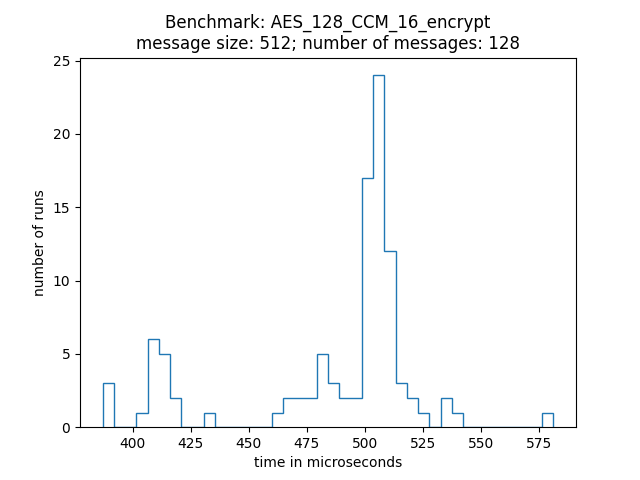 Benchmark: AES_128_CCM_16_encrypt
message size: 512; number of messages: 128
25
20
15
10
5
0
number of runs
400 425 450 475 500 525 550 575
time in microseconds